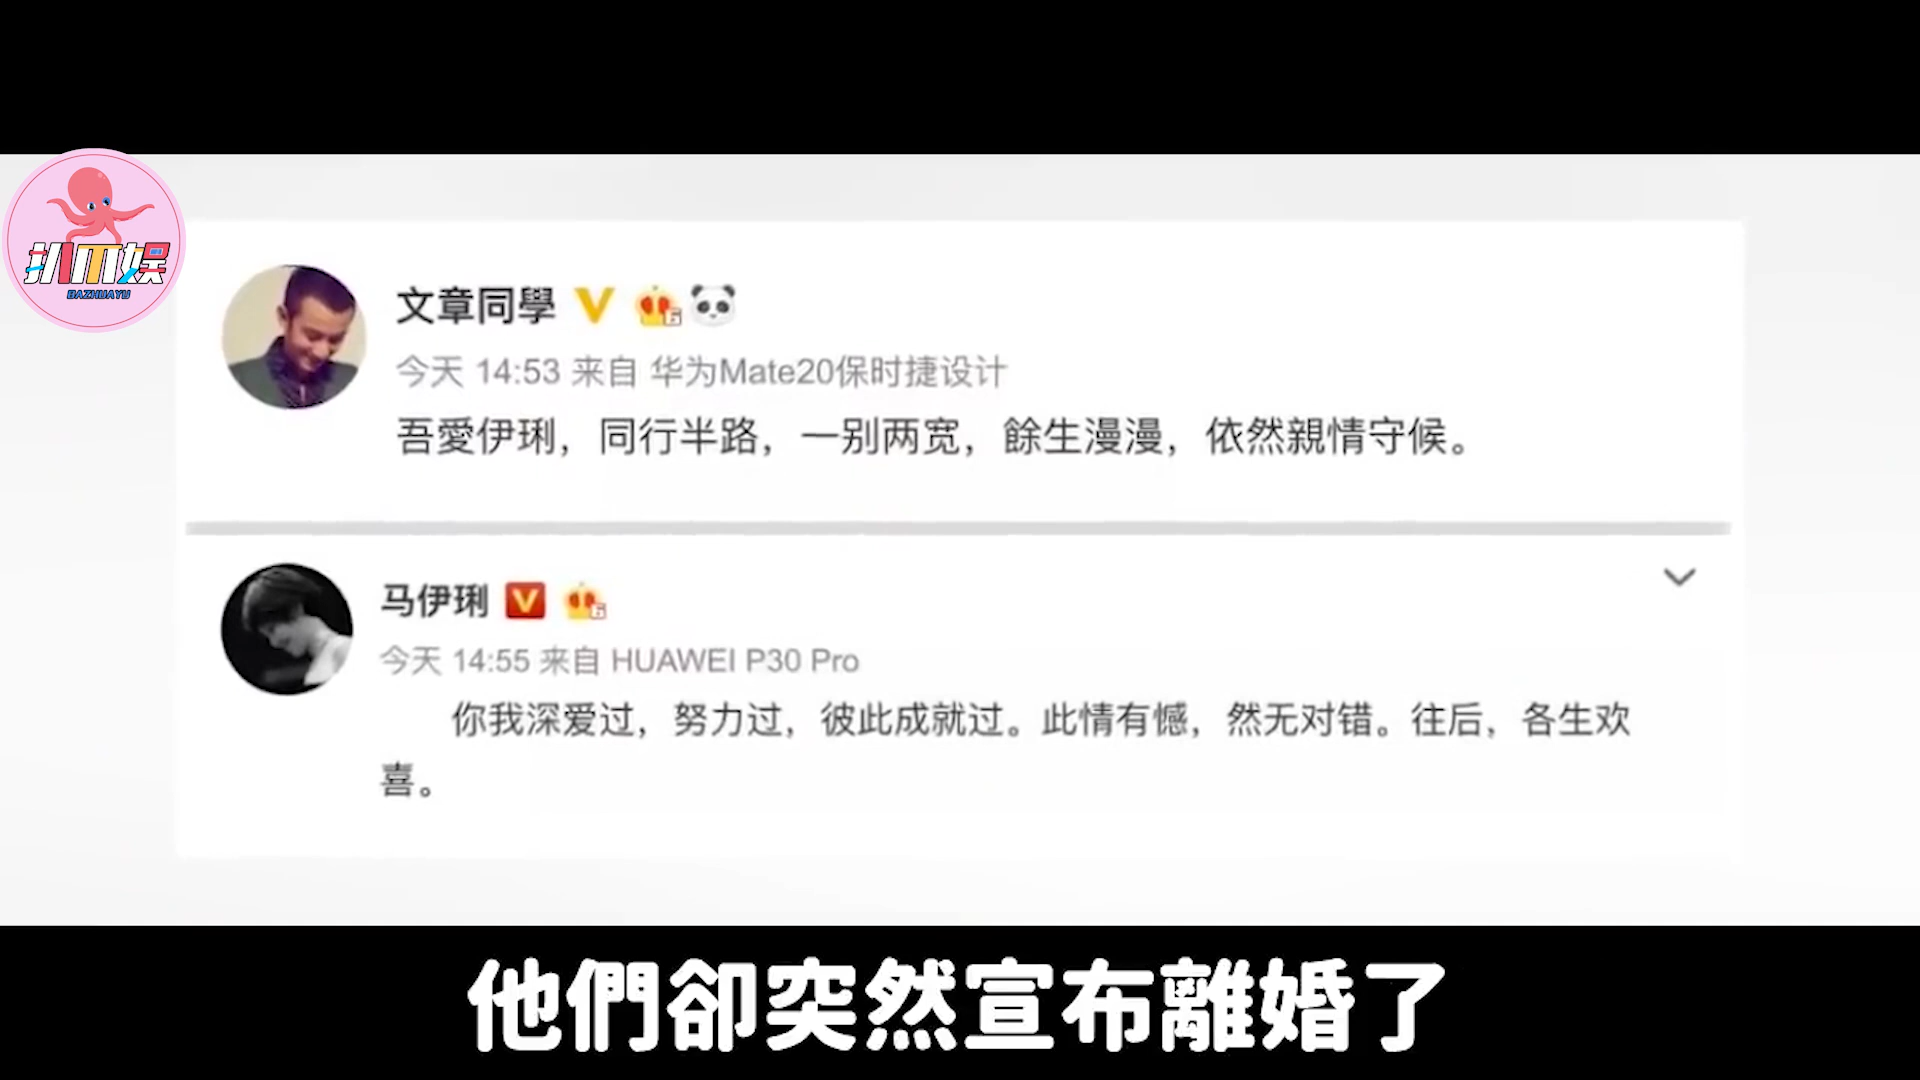 扒爪娱
BAZHUAYU
文章同學
今天 14:53 来自 华为Mate20保时捷设计
吾愛伊琍，同行半路，一别两宽，餘生漫漫，依然親情守候。
马伊琍
今天 14:55 来自 HUAWEI P30 Pro
你我深爱过，努力过，彼此成就过。此情有憾，然无对错。往后，各生欢
喜。
他們卻突然宣布離婚了